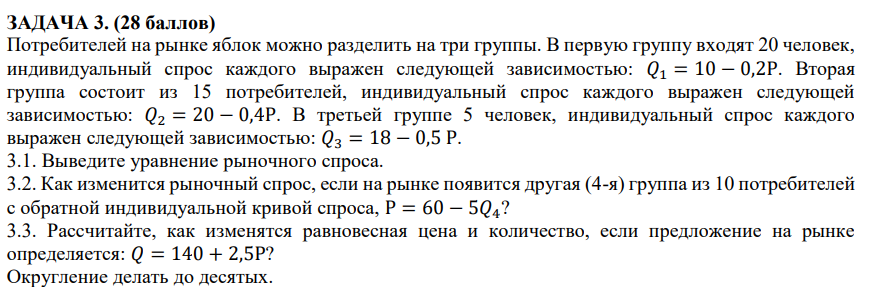 ЗАДАЧА 3. (28 баллов)
Потребителей на рынке яблок можно разделить на три группы. В первую группу входят 20 человек,
индивидуальный спрос каждого выражен следующей зависимостью: Q₁ = 10 − 0,2P. Вторая
группа состоит из 15 потребителей, индивидуальный спрос каждого выражен следующей
зависимостью: Q₂ = 20 − 0,4P. В третьей группе 5 человек, индивидуальный спрос каждого
выражен следующей зависимостью: Q₃ = 18 − 0,5 P.
3.1. Выведите уравнение рыночного спроса.
3.2. Как изменится рыночный спрос, если на рынке появится другая (4-я) группа из 10 потребителей
с обратной индивидуальной кривой спроса, P = 60 − 5Q₄?
3.3. Рассчитайте, как изменятся равновесная цена и количество, если предложение на рынке
определяется: Q = 140 + 2,5P?
Округление делать до десятых.